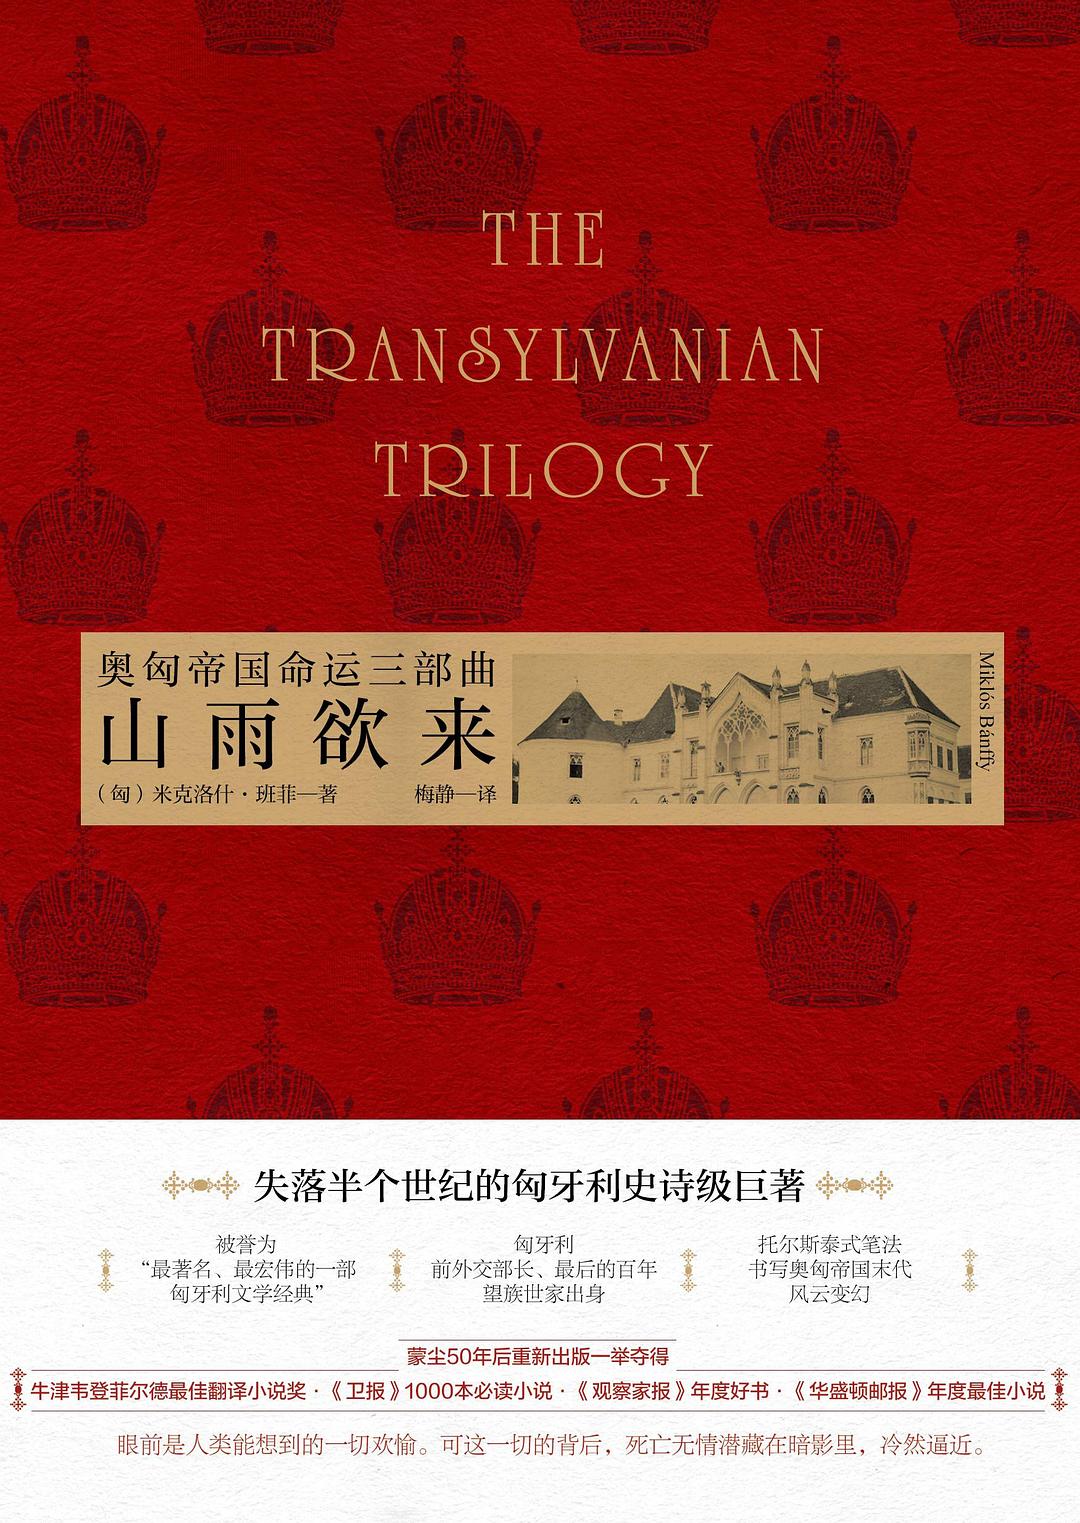 THE
TRANSYLVANIAN
TRILOGY
奥匈帝国命运三部曲
山雨欲来
（匈）米克洛什·班菲—著 梅静—译
Miklós Bánffy
失落半个世纪的匈牙利史诗级巨著
被誉为
“最著名、最宏伟的一部
匈牙利文学经典”
匈牙利
前外交部长、最后的百年
望族世家出身
托尔斯泰式笔法
书写奥匈帝国末代
风云变幻
蒙尘50年后重新出版一举夺得
牛津韦登菲尔德最佳翻译小说奖·《卫报》1000本必读小说·《观察家报》年度好书·《华盛顿邮报》年度最佳小说
眼前是人类能想到的一切欢愉。可这一切的背后，死亡无情潜藏在暗影里，冷然逼近。